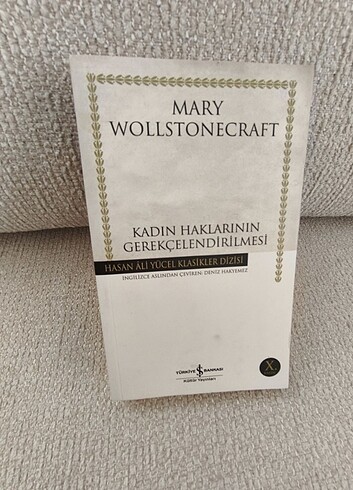 MARY
WOLLSTONECRAFT
KADIN HAKLARININ
GEREKÇELENDİRİLMESİ
HASAN ÂLİ YÜCEL KLASİKLER DİZİSİ
İNGİLİZCE ASLINDAN ÇEVİREN: DENİZ HAKYEMEZ
TÜRKİYE İŞ BANKASI
Kültür Yayınları
X